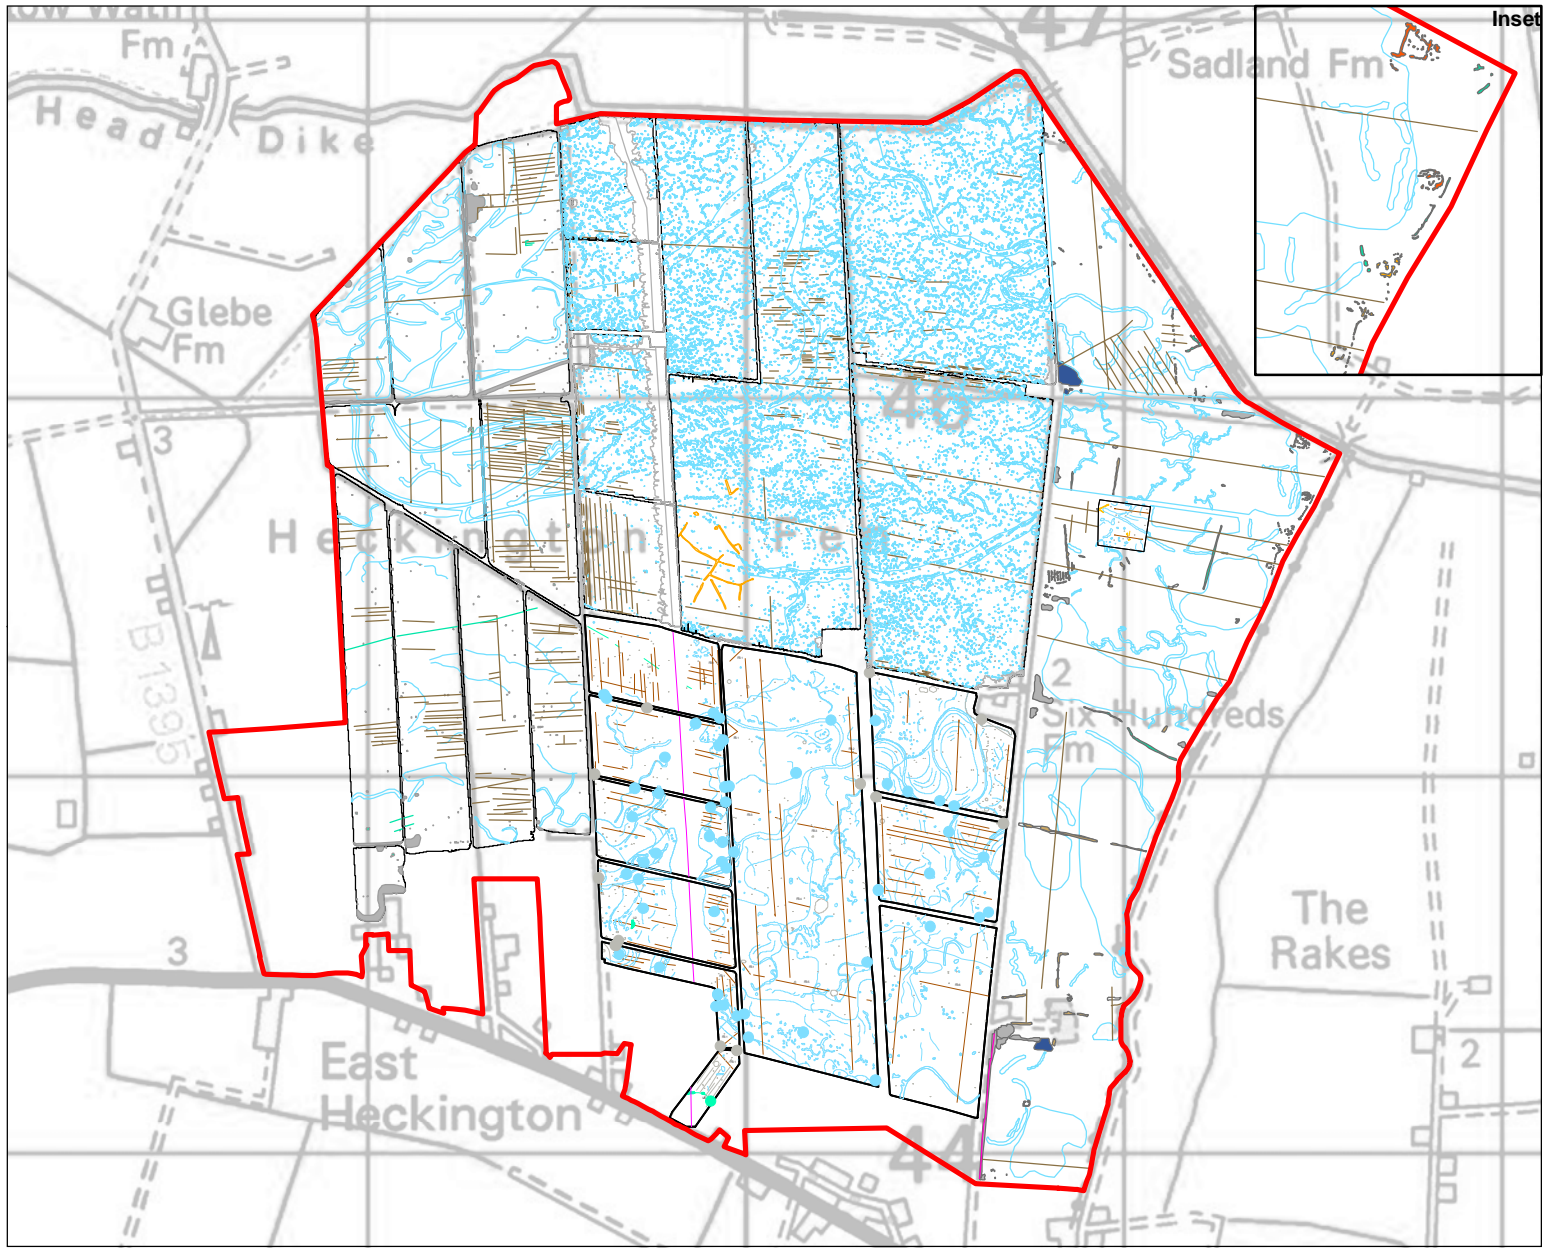 47
Inset
Fm
Sadland Fm
Head Dike
Glebe
Fm
46
3
Heckington Fen
B1395
2
Six Hundreds
Fm
The
Rakes
3
East
Heckington
2
44